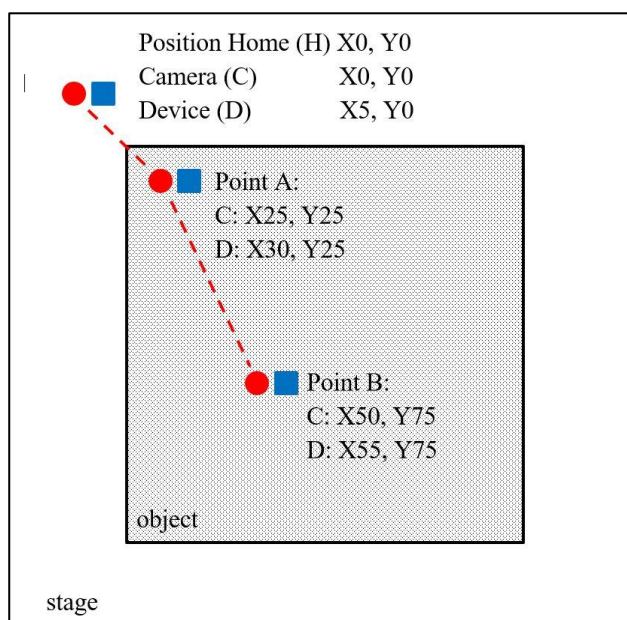 Position Home (H) X0, Y0
Camera (C) X0, Y0
Device (D) X5, Y0
Point A:
C: X25, Y25
D: X30, Y25
Point B:
C: X50, Y75
D: X55, Y75
object
stage